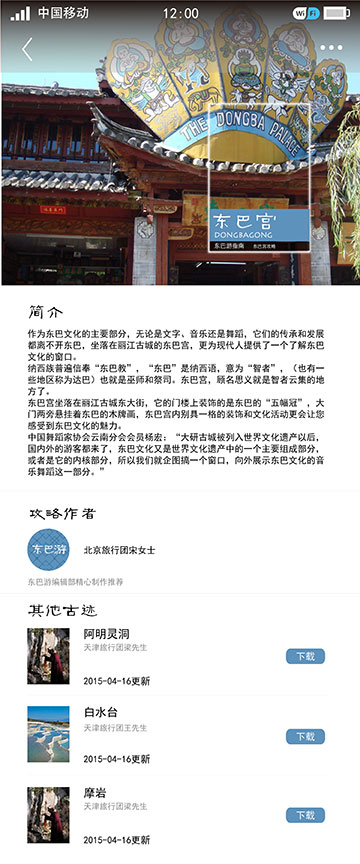 中国移动
12:00
Wi Fi
THE DONGBA PALACE
东巴宫
DONGBAGONG
东巴游指南
东巴宫攻略
简介
作为东巴文化的主要部分，无论是文字、音乐还是舞蹈，它们的传承和发展
都离不开东巴，坐落在丽江古城的东巴宫，更为现代人提供了一个了解东巴
文化的窗口。
纳西族普遍信奉“东巴教”，“东巴”是纳西语，意为“智者”，（也有一
些地区称为达巴）也就是巫师和祭司。东巴宫，顾名思义就是智者云集的地
方了。
东巴宫坐落在丽江古城东大街，它的门楼上装饰的是东巴的“五幅冠”，大
门两旁悬挂着东巴的木牌画，东巴宫内别具一格的装饰和文化活动更会让您
感受到东巴文化的魅力。
中国舞蹈家协会云南分会会员杨宏：“大研古城被列入世界文化遗产以后，
国内外的游客都来了，东巴文化又是世界文化遗产中的一个主要组成部分，
或者是它的内核部分，所以我们就企图搞一个窗口，向外展示东巴文化的音
乐舞蹈这一部分。”
攻略作者
东巴游
北京旅行团宋女士
东巴游编辑部精心制作推荐
其他古迹
阿明灵洞
天津旅行团梁先生
下载
2015-04-16更新
白水台
天津旅行团王先生
下载
2015-04-16更新
摩岩
天津旅行团梁先生
下载
2015-04-16更新